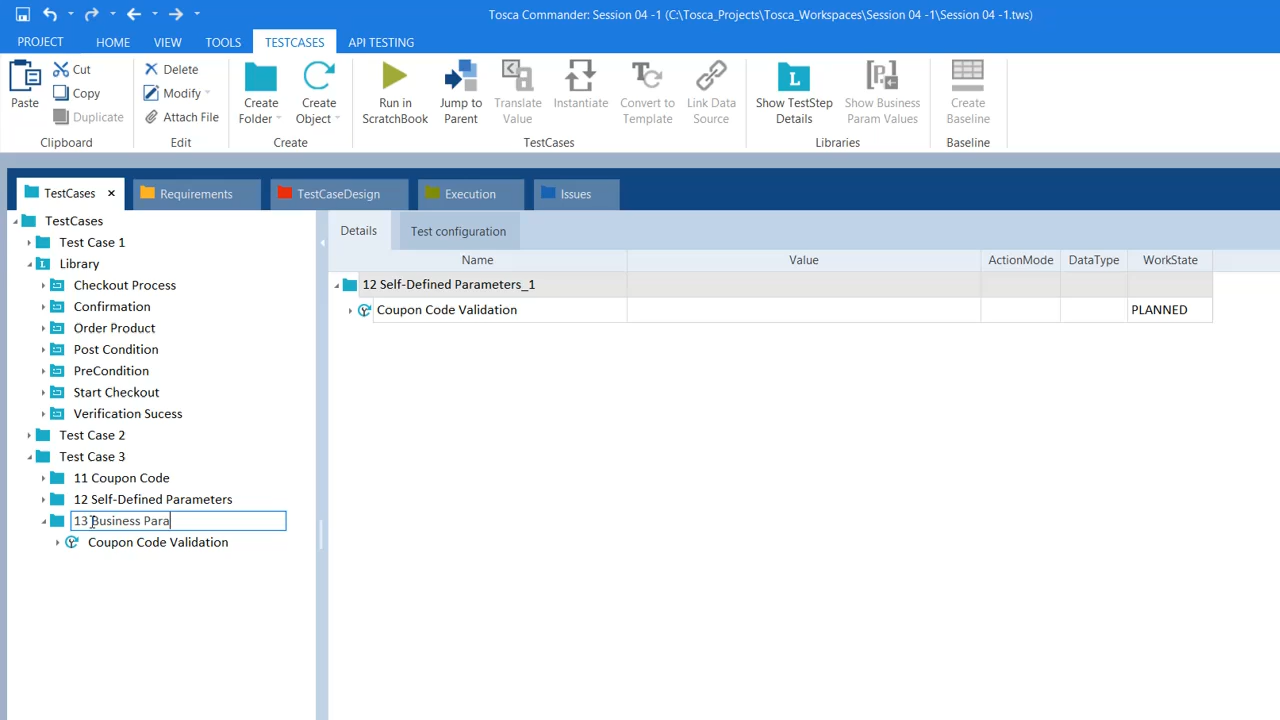 Tosca Commander: Session 04 -1 (C:\Tosca_Projects\Tosca_Workspaces\Session 04 -1\Session 04 -1.tws)
PROJECT HOME VIEW TOOLS TESTCASES API TESTING
Paste
Cut
Copy
Duplicate
Clipboard
Delete
Modify
Attach File
Edit
Create
Folder
Create
Object
Create
Run in
ScratchBook
Jump to
Parent
Translate
Value
Instantiate
Convert to
Template
Link Data
Source
TestCases
Show TestStep
Details
Show Business
Param Values
Libraries
Create
Baseline
Baseline
TestCases × Requirements TestCaseDesign Execution Issues
TestCases
Test Case 1
Library
Checkout Process
Confirmation
Order Product
Post Condition
PreCondition
Start Checkout
Verification Sucess
Test Case 2
Test Case 3
11 Coupon Code
12 Self-Defined Parameters
13 Business Para
Coupon Code Validation
Details Test configuration
Name Value ActionMode DataType WorkState
12 Self-Defined Parameters_1
Coupon Code Validation PLANNED